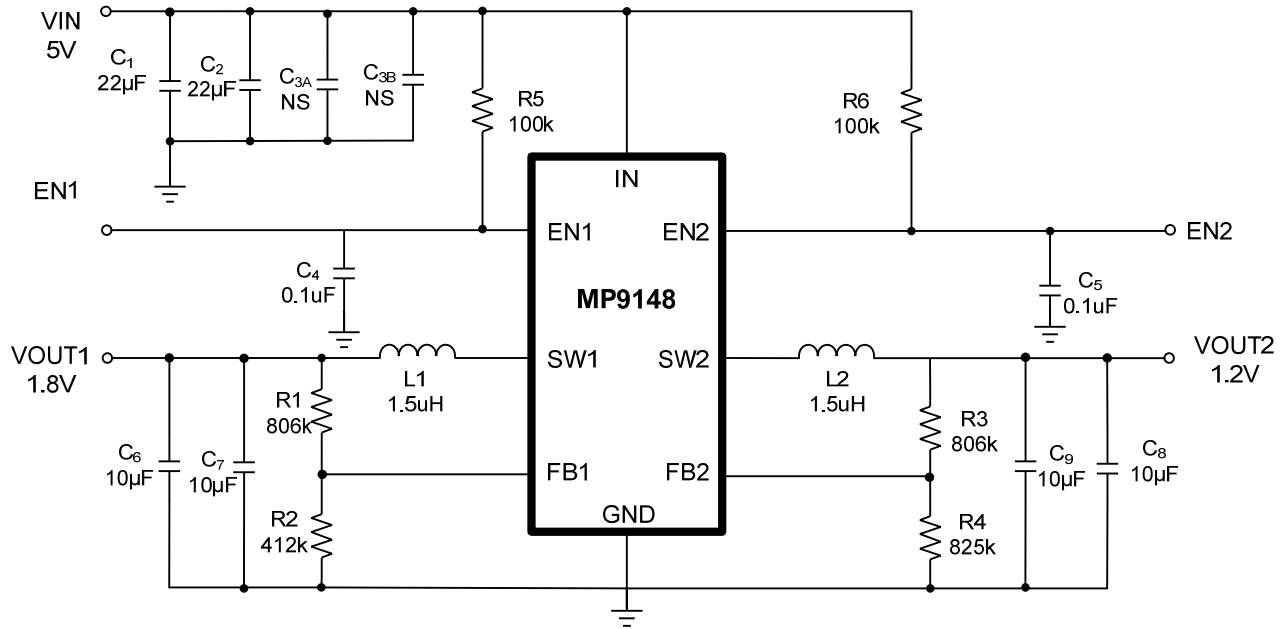 VIN
5V
C1
22µF
C2
22µF
C3A
NS
C3B
NS
R5
100k
R6
100k
EN1
IN
EN1
EN2
EN2
C4
0.1uF
MP9148
C5
0.1uF
VOUT1
1.8V
L1
1.5uH
SW1
SW2
L2
1.5uH
VOUT2
1.2V
R1
806k
R3
806k
C6
10µF
C7
10µF
FB1
FB2
C9
10µF
C8
10µF
R2
412k
GND
R4
825k